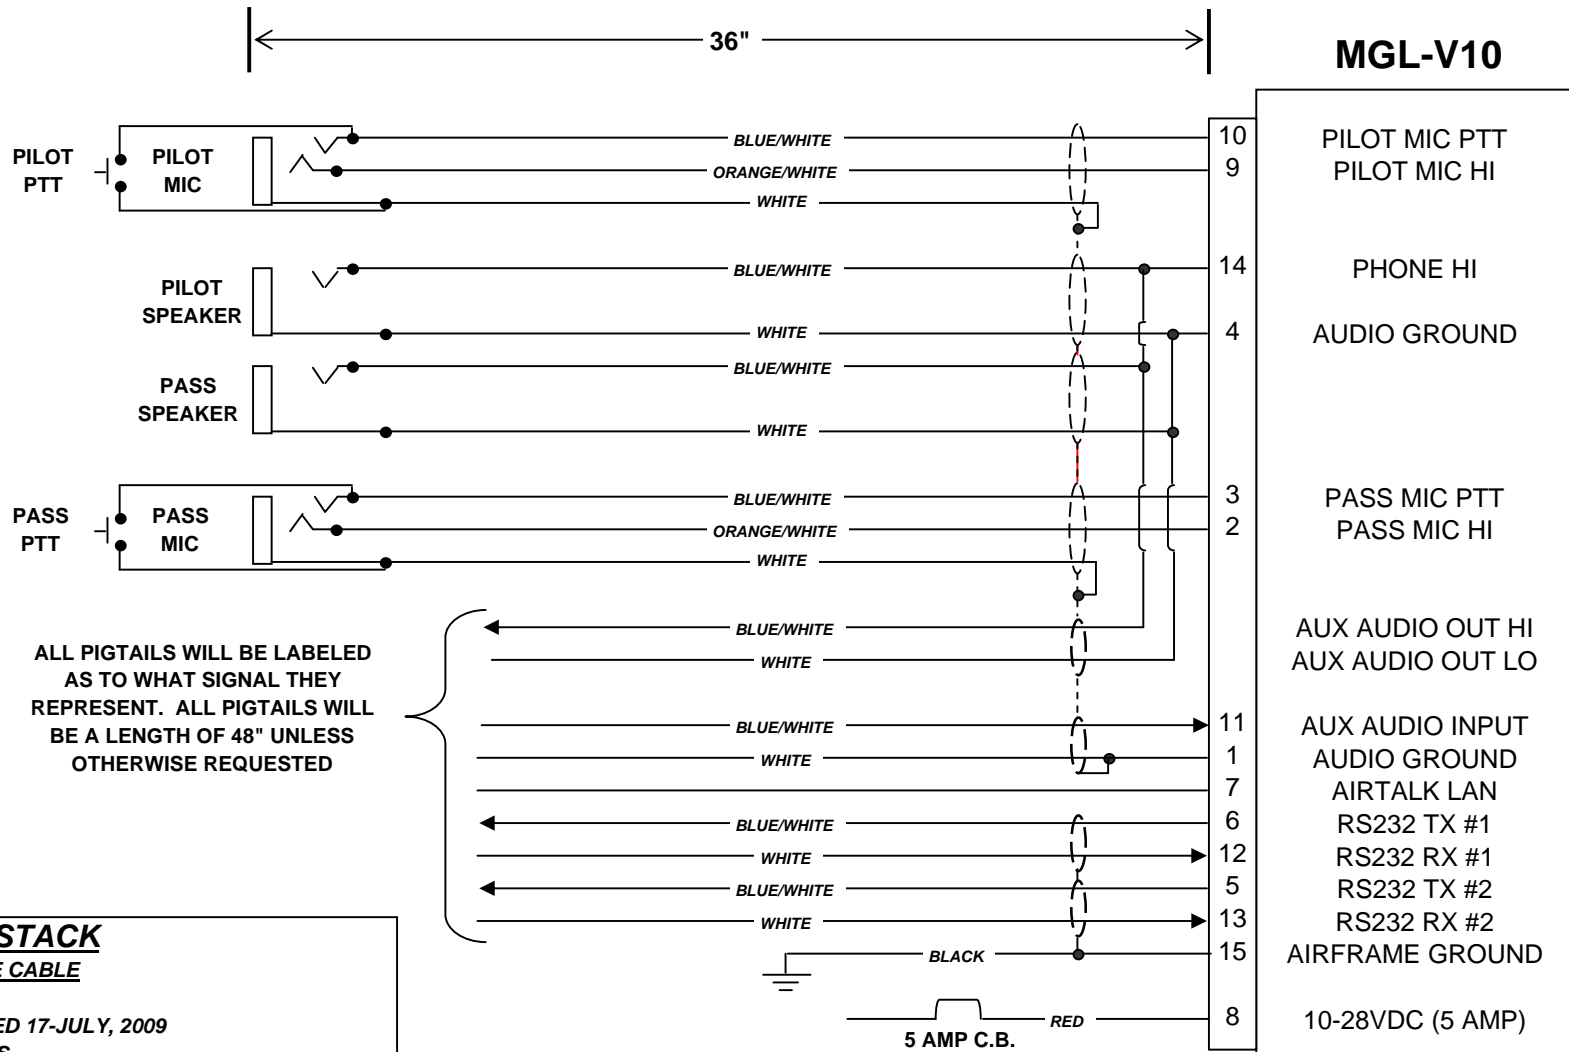 36"
MGL-V10
PILOT
PTT
PILOT
MIC
BLUE/WHITE
10
PILOT MIC PTT
ORANGE/WHITE
9
PILOT MIC HI
WHITE
PILOT
SPEAKER
BLUE/WHITE
14
PHONE HI
WHITE
4
AUDIO GROUND
PASS
SPEAKER
BLUE/WHITE
WHITE
PASS
PTT
PASS
MIC
BLUE/WHITE
3
PASS MIC PTT
ORANGE/WHITE
2
PASS MIC HI
WHITE
BLUE/WHITE
AUX AUDIO OUT HI
WHITE
AUX AUDIO OUT LO
ALL PIGTAILS WILL BE LABELED
AS TO WHAT SIGNAL THEY
REPRESENT. ALL PIGTAILS WILL
BE A LENGTH OF 48" UNLESS
OTHERWISE REQUESTED
BLUE/WHITE
11
AUX AUDIO INPUT
WHITE
1
AUDIO GROUND
7
AIRTALK LAN
BLUE/WHITE
6
RS232 TX #1
WHITE
12
RS232 RX #1
BLUE/WHITE
5
RS232 TX #2
WHITE
13
RS232 RX #2
BLACK
15
AIRFRAME GROUND
5 AMP C.B.
RED
8
10-28VDC (5 AMP)
STACK
CABLE
17-JULY, 2009